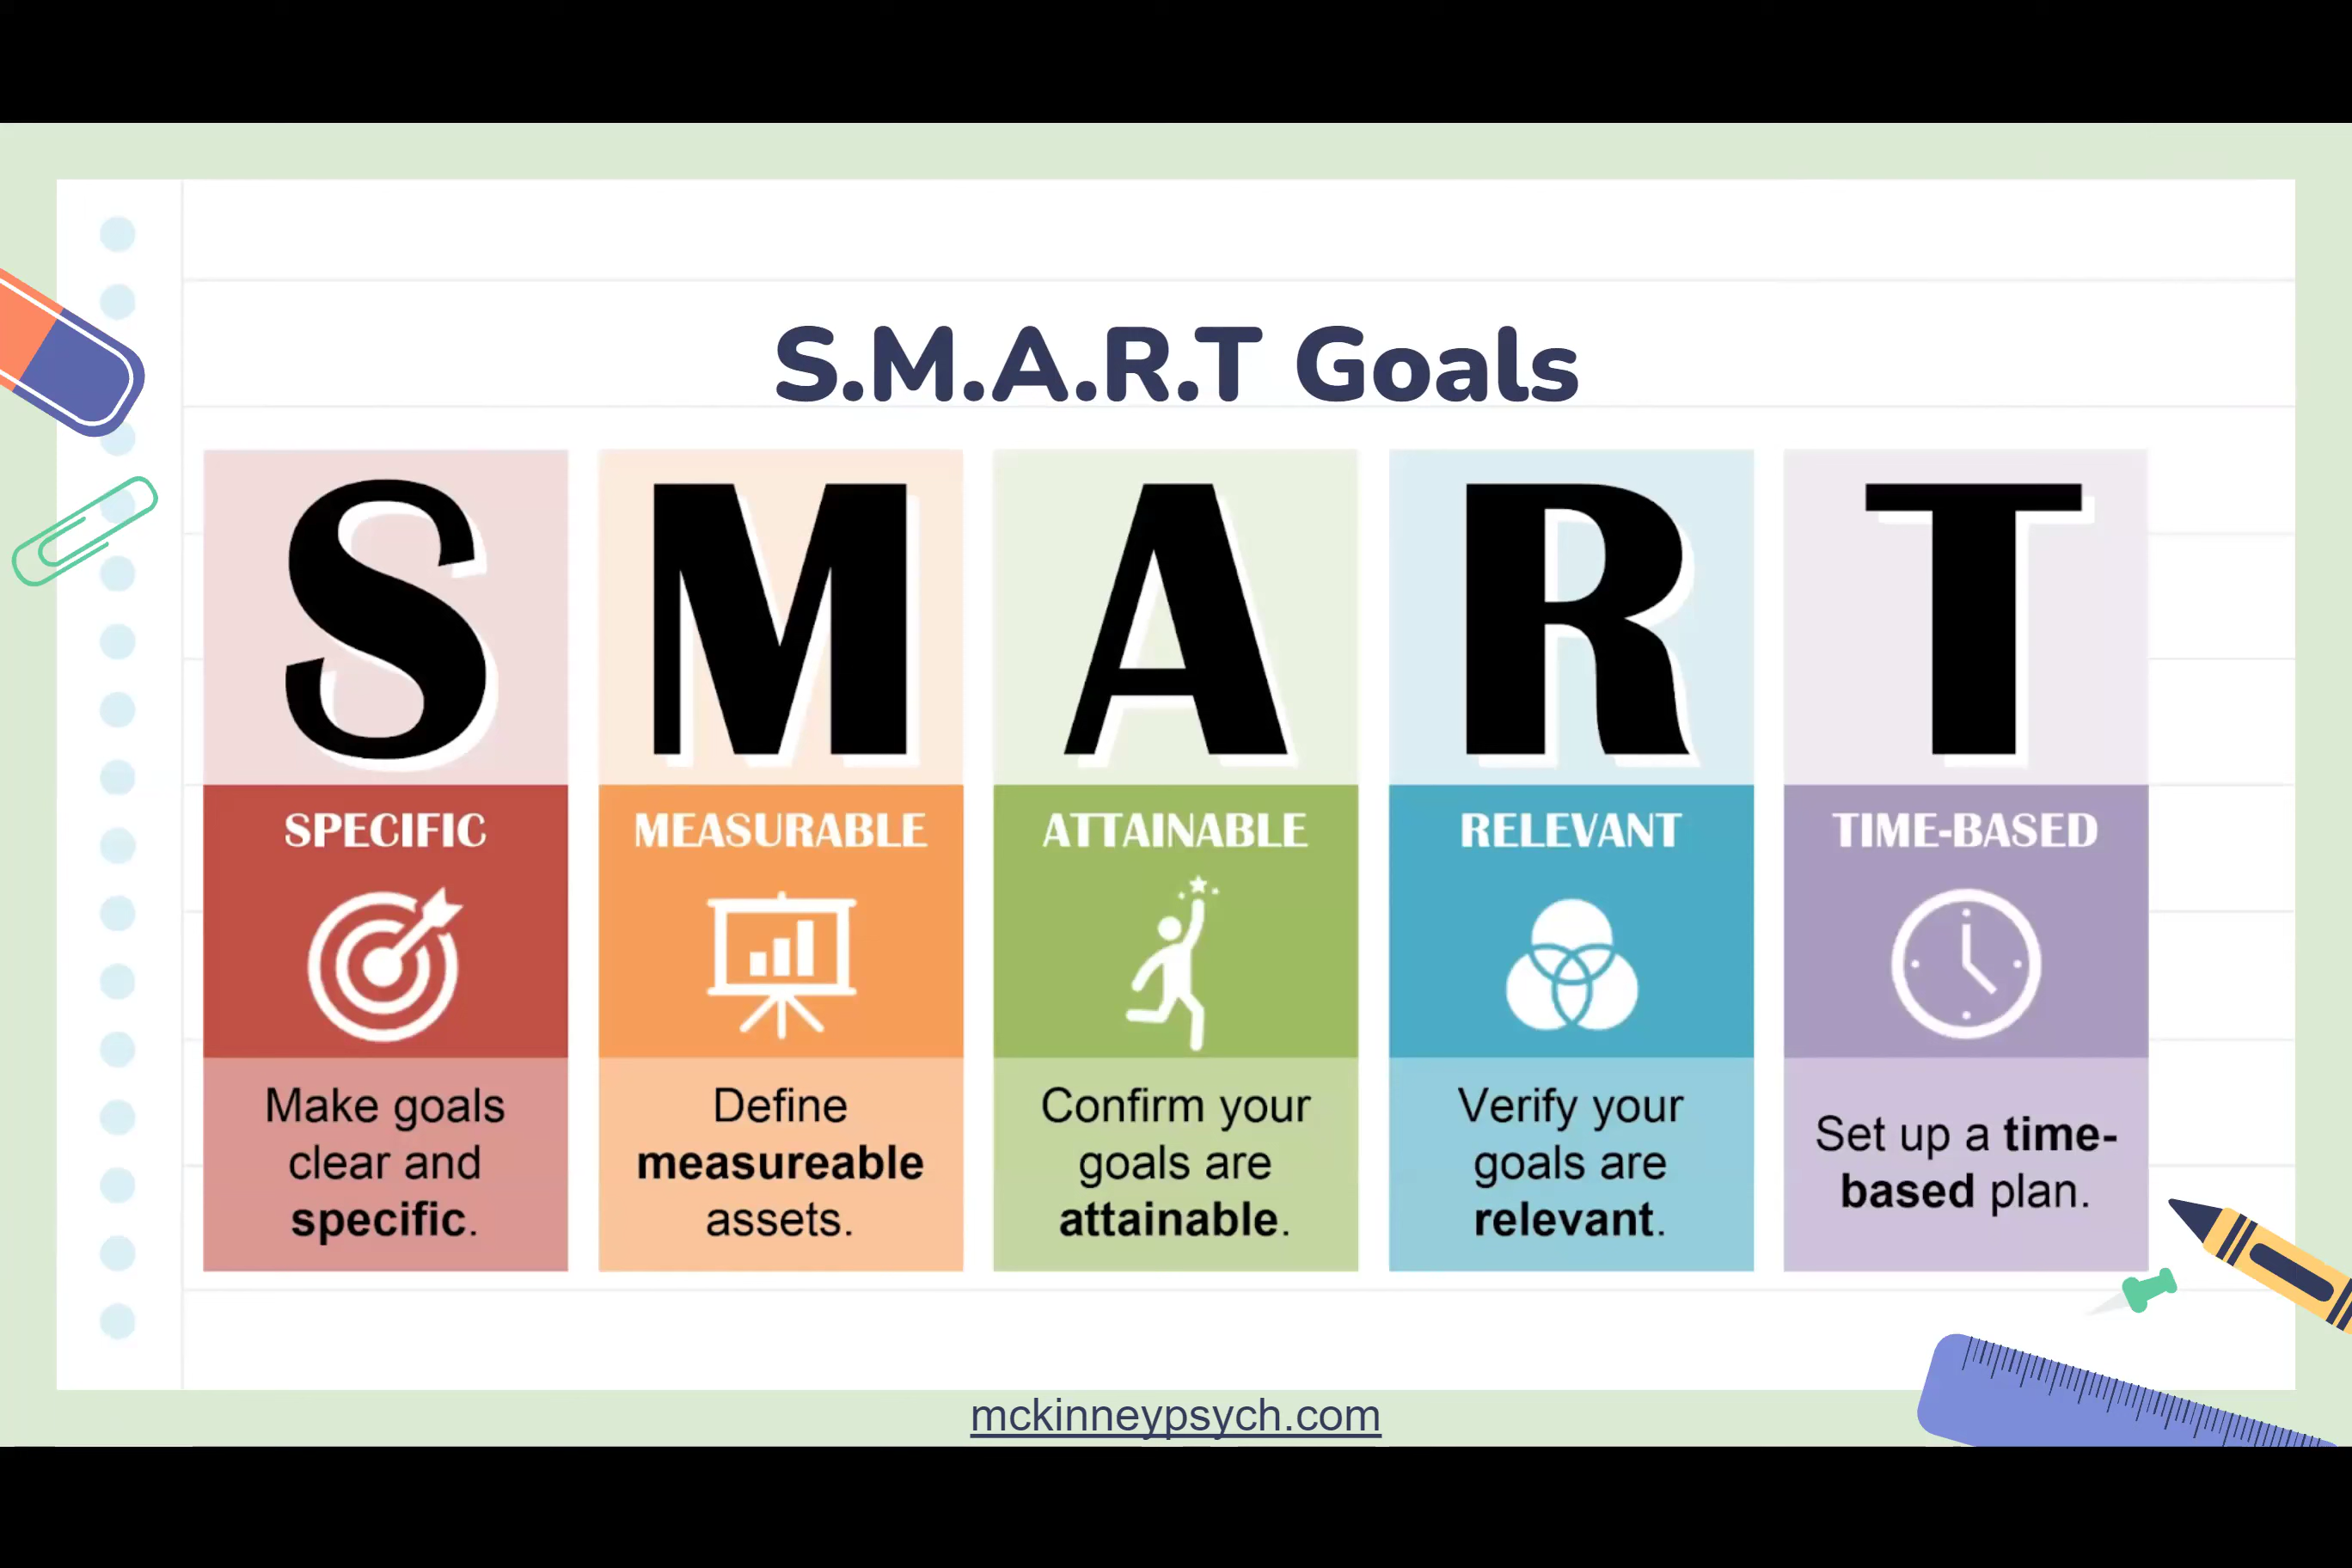 S.M.A.R.T Goals
S
M
A
R
T
SPECIFIC
MEASURABLE
ATTAINABLE
RELEVANT
TIME-BASED
Make goals
clear and
specific.
Define
measureable
assets.
Confirm your
goals are
attainable.
Verify your
goals are
relevant.
Set up a time-
based plan.
mckinneypsych.com